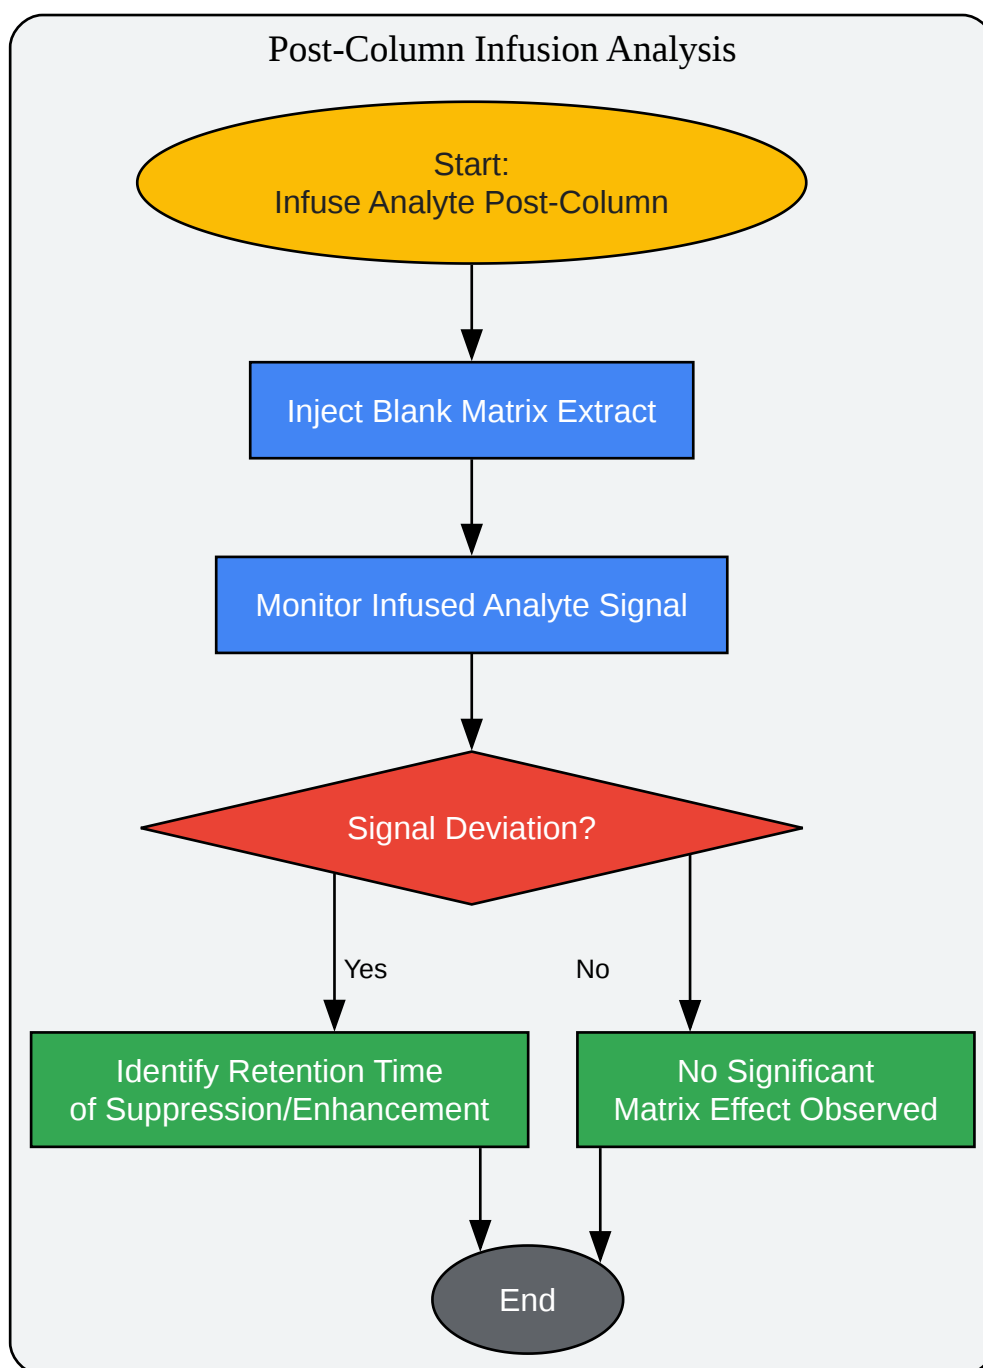 Post-Column Infusion Analysis
Start:
Infuse Analyte Post-Column
Inject Blank Matrix Extract
Monitor Infused Analyte Signal
Signal Deviation?
Yes
No
Identify Retention Time
of Suppression/Enhancement
No Significant
Matrix Effect Observed
End